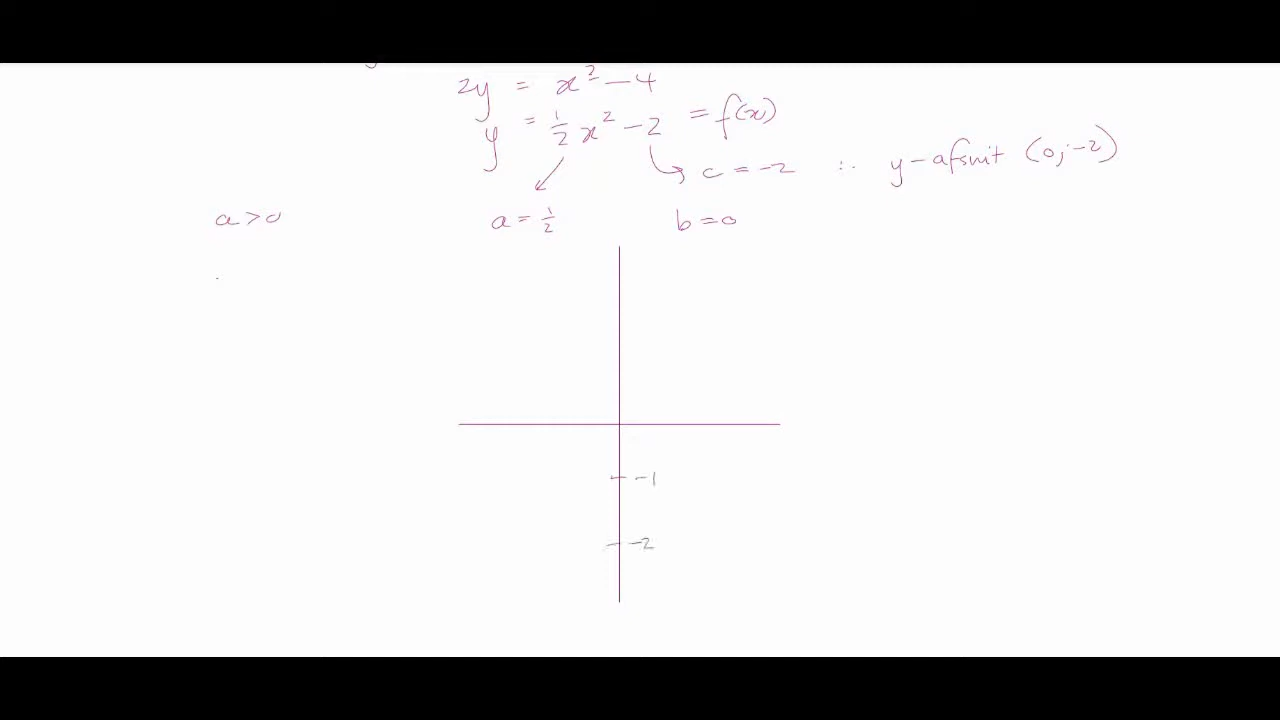 2y = x² - 4
y = ½x² - 2 = f(x)
c = -2 ∴ y-afsnit (0;-2)
a > 0 a = ½ b = 0
-1
-2